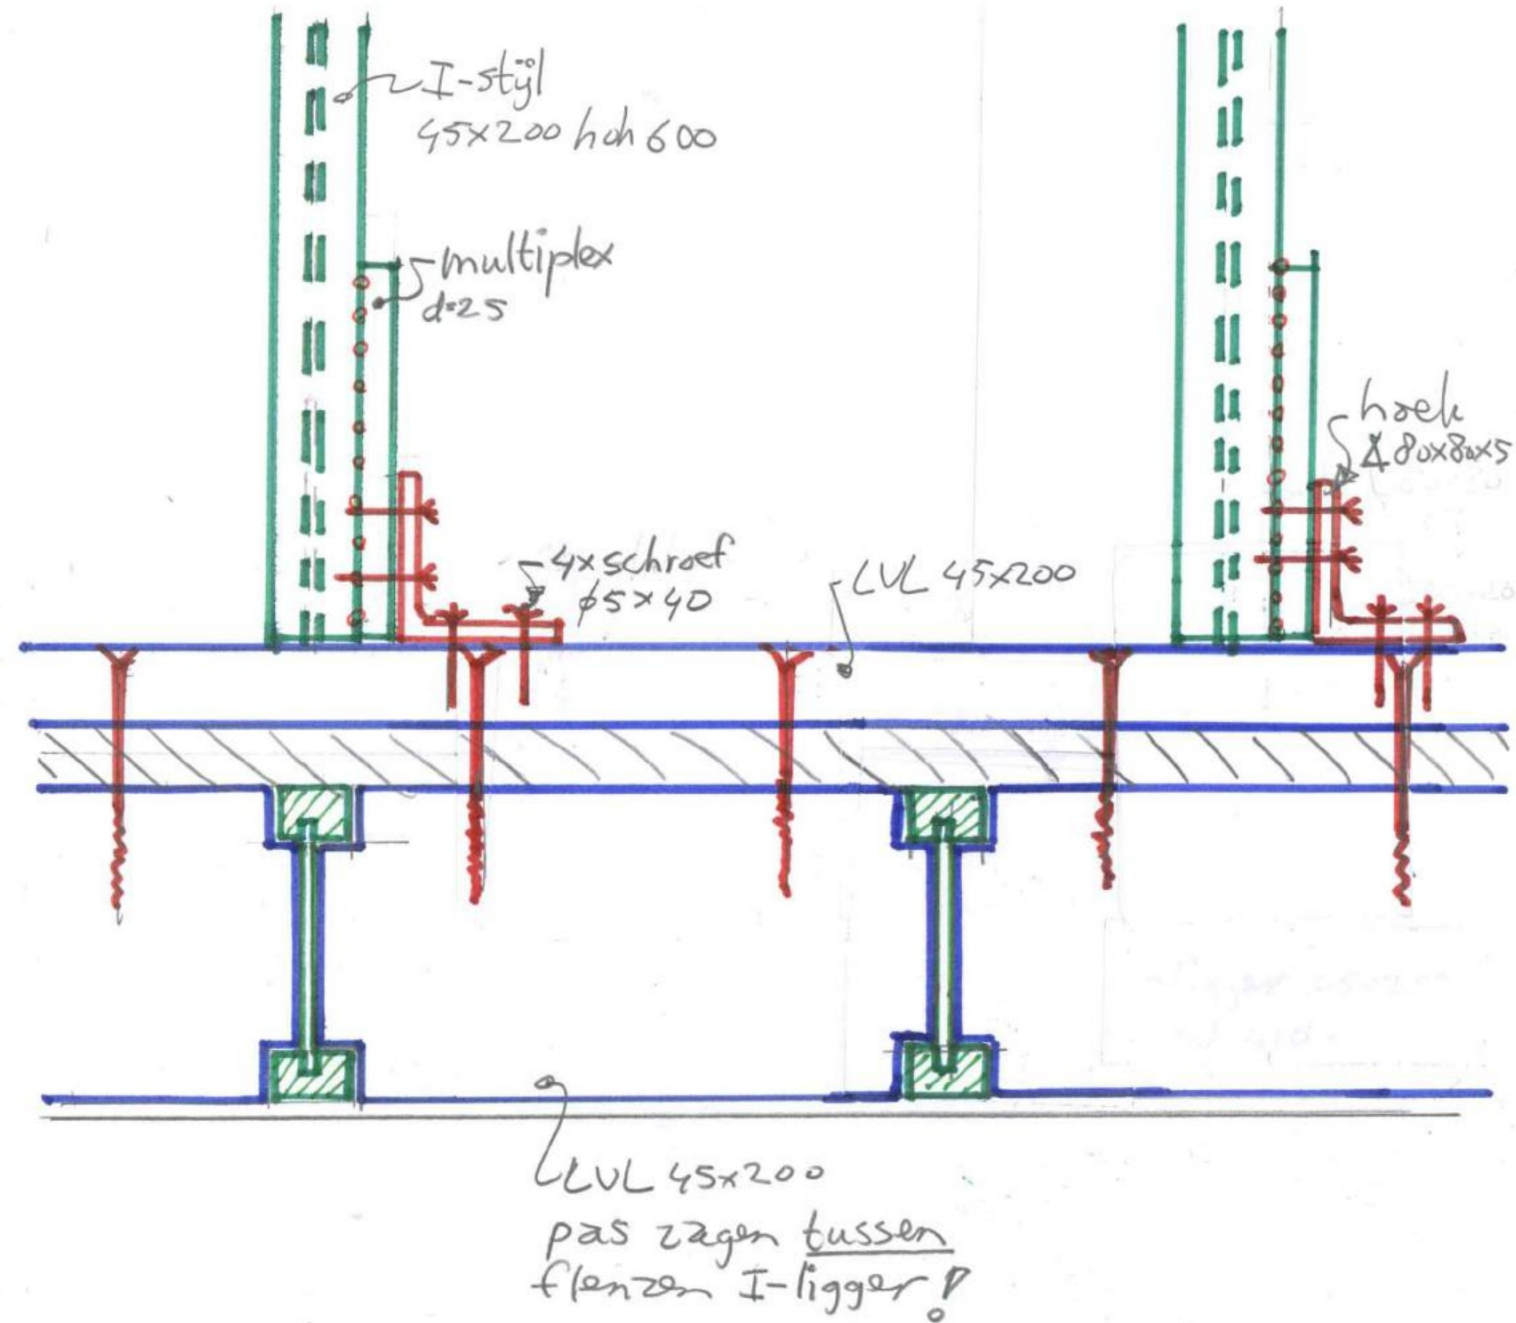 I-stijl
45x200 hoh 600
multiplex
d=25
hoek
∡ 80x80x5
4x schroef
ϕ5x40
LVL 45x200
LVL 45x200
pas zagen tussen
flenzen I-ligger!